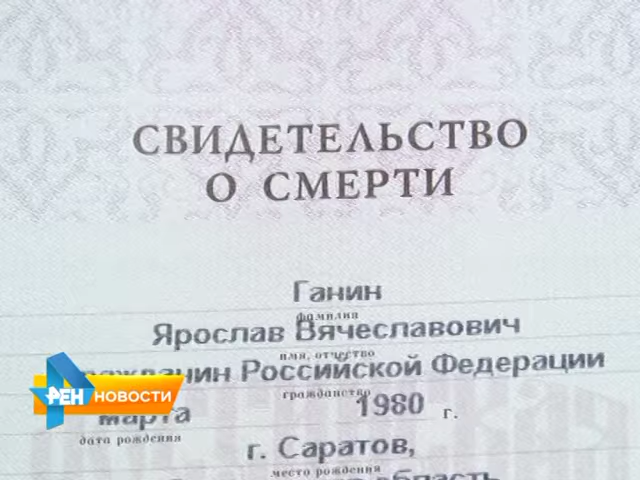 СВИДЕТЕЛЬСТВО
О СМЕРТИ
Ганин
фамилия
Ярослав Вячеславович
имя, отчество
Российской Федерации
гражданство
марта 1980 г.
дата рождения
г. Саратов,
место рождения
область
РЕН НОВОСТИ